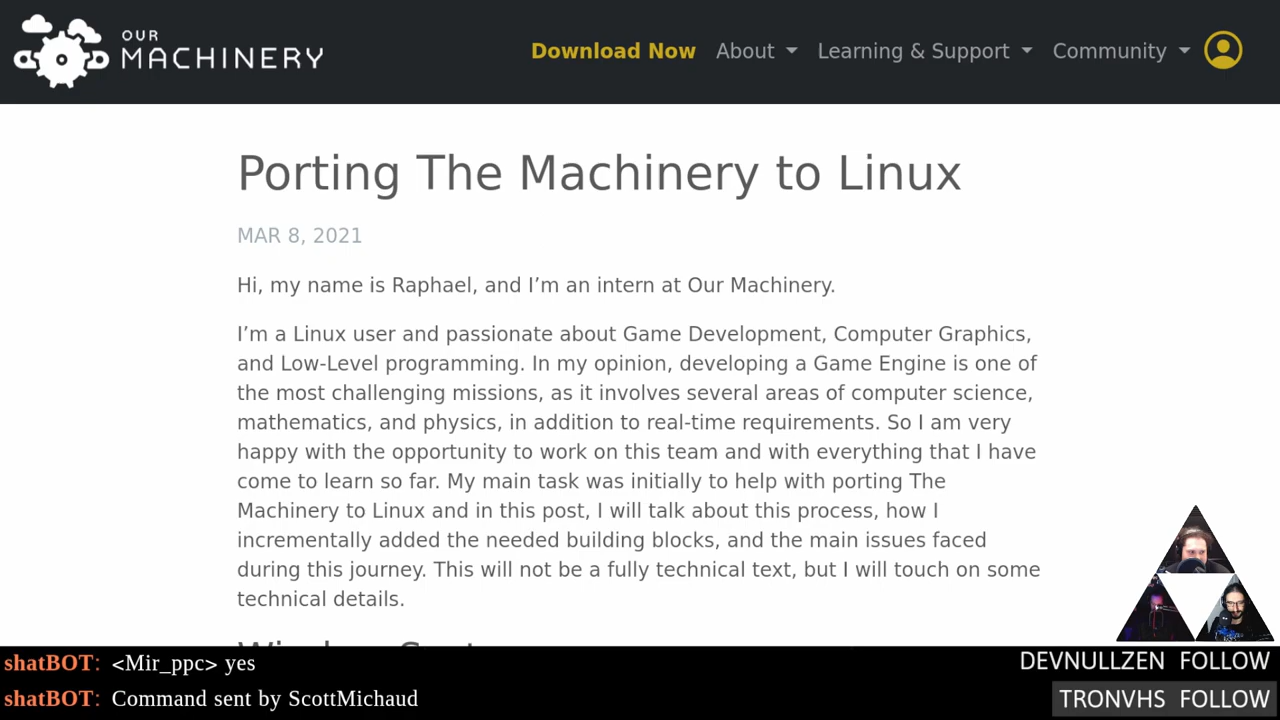 OUR
MACHINERY
Download Now About Learning & Support Community
Porting The Machinery to Linux
MAR 8, 2021
Hi, my name is Raphael, and I’m an intern at Our Machinery.
I’m a Linux user and passionate about Game Development, Computer Graphics,
and Low-Level programming. In my opinion, developing a Game Engine is one of
the most challenging missions, as it involves several areas of computer science,
mathematics, and physics, in addition to real-time requirements. So I am very
happy with the opportunity to work on this team and with everything that I have
come to learn so far. My main task was initially to help with porting The
Machinery to Linux and in this post, I will talk about this process, how I
incrementally added the needed building blocks, and the main issues faced
during this journey. This will not be a fully technical text, but I will touch on some
technical details.
shatBOT: <Mir_ppc> yes
shatBOT: Command sent by ScottMichaud
DEVNULLZEN FOLLOW
TRONVHS FOLLOW